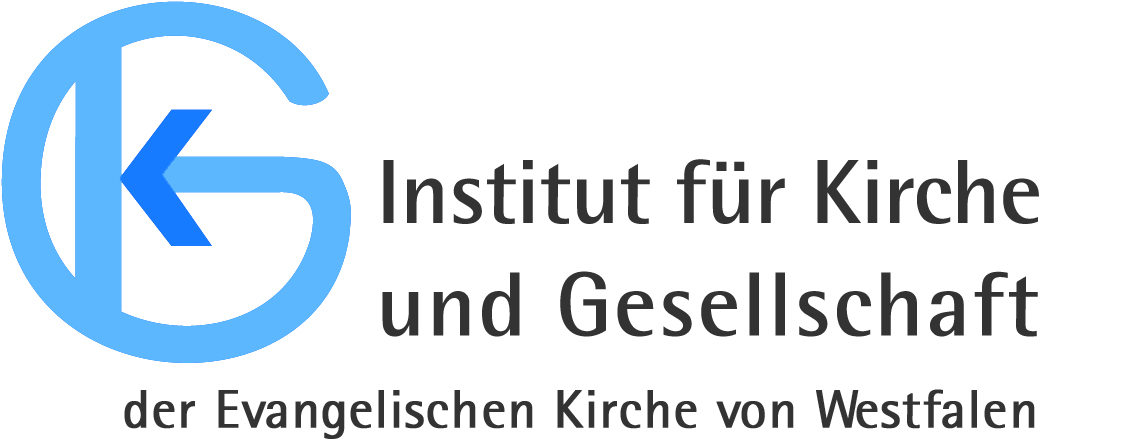 Institut für Kirche
und Gesellschaft
der Evangelischen Kirche von Westfalen